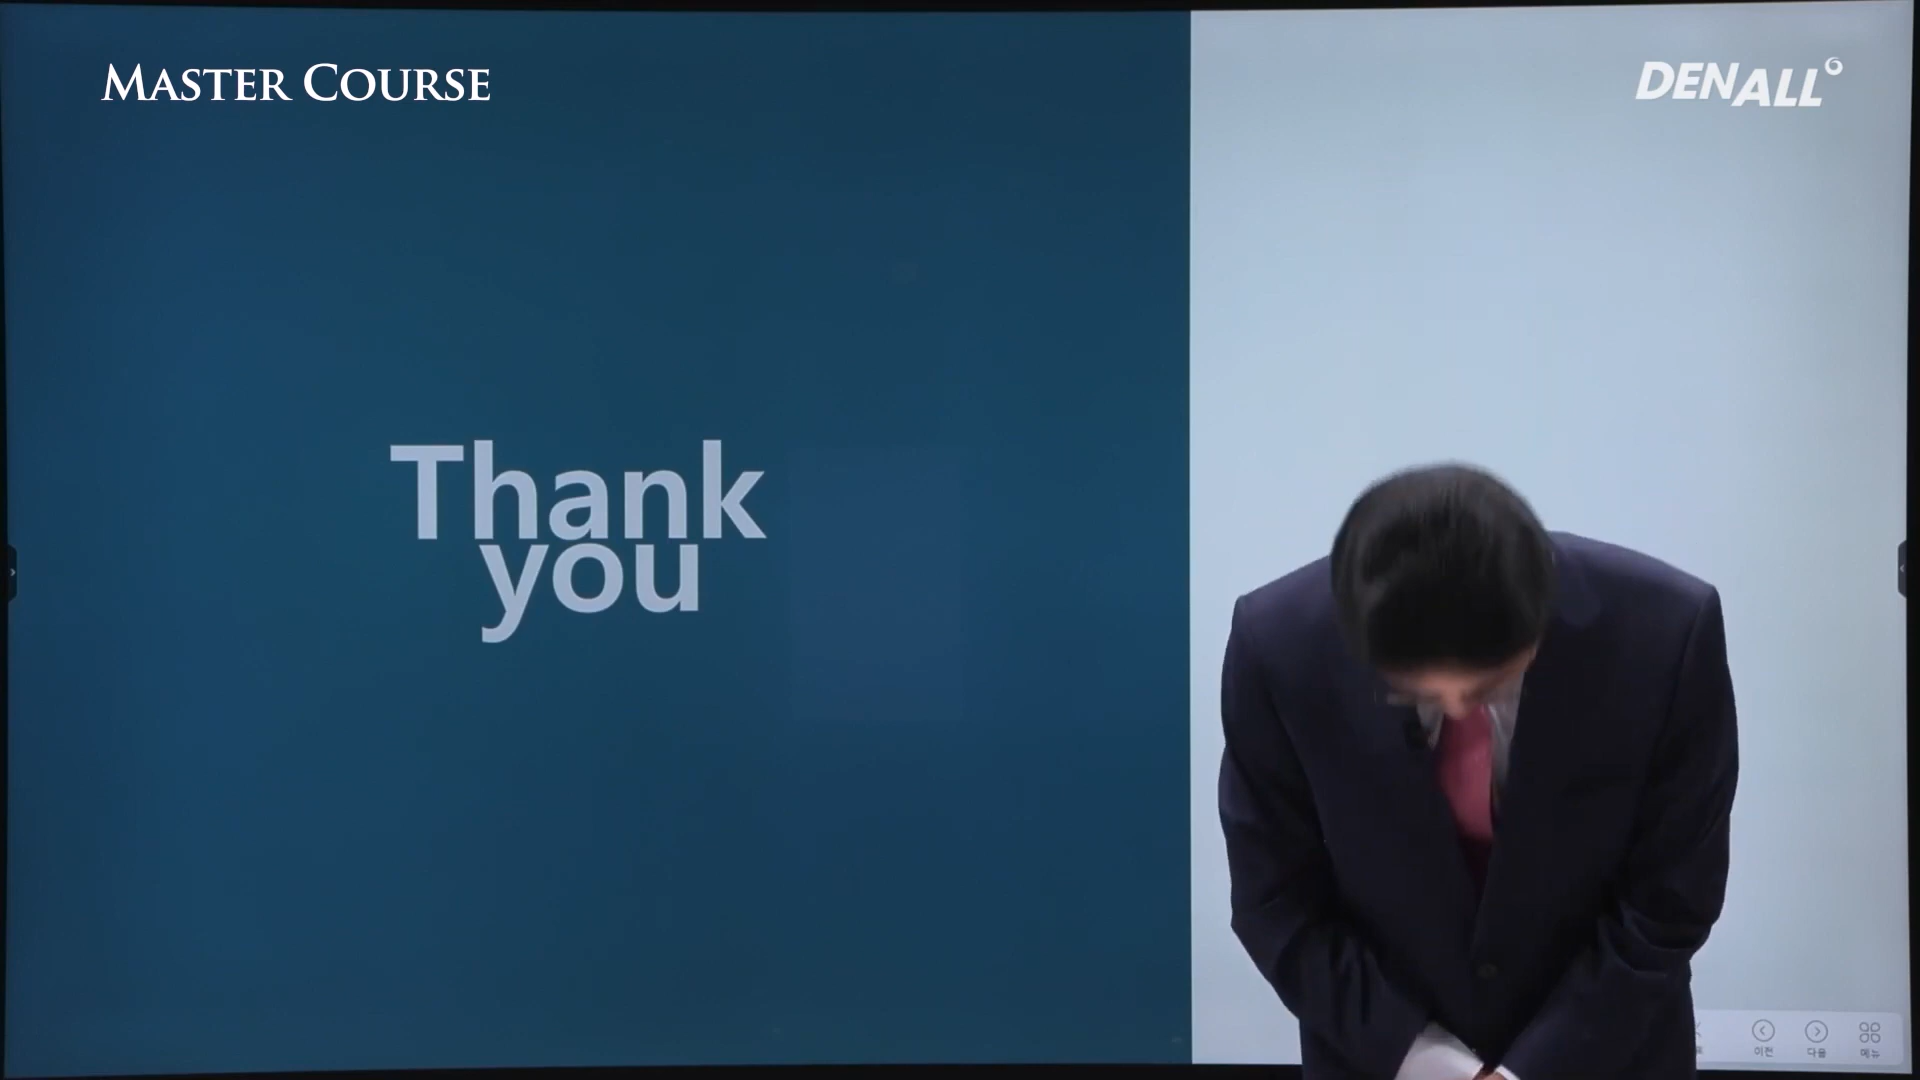 MASTER COURSE
DENALL
Thank
you
이전
다음
메뉴